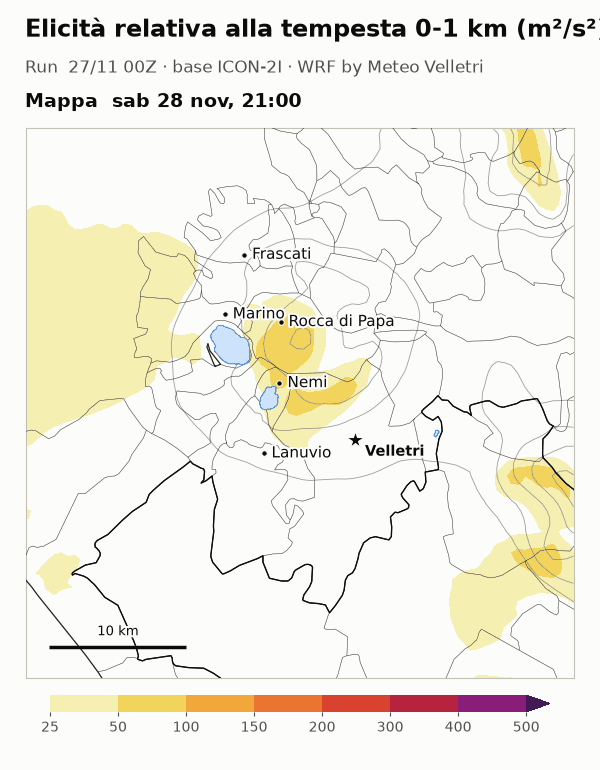 Elicità relativa alla tempesta 0-1 km (m²/s²)
Run 27/11 00Z · base ICON-2I · WRF by Meteo Velletri
Mappa sab 28 nov, 21:00
Frascati
Marino
Rocca di Papa
Nemi
Velletri
Lanuvio
10 km
25 50 100 150 200 300 400 500